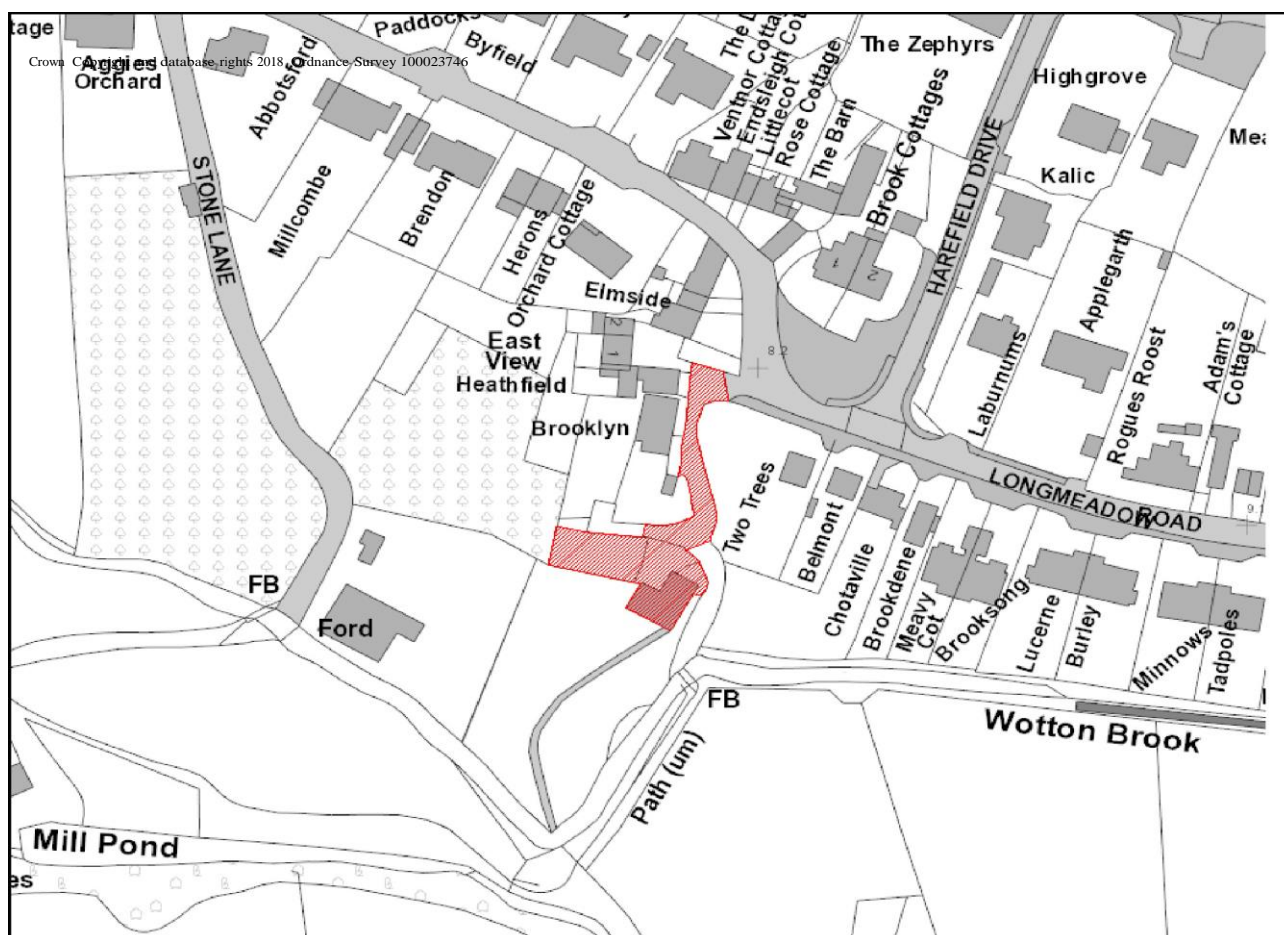 tage
Paddocks
Byfield
The Zephyrs
Highgrove
Crown Copyright and database rights 2018 Ordnance Survey 100023746
Aggies
Orchard
Abbotsford
Ventnor
Endsleigh
Littlecot
Rose Cottage
The Barn
Brook Cottages
HAREFIELD DRIVE
Kalic
STONE LANE
Millcombe
Brendon
Herons
Orchard Cottage
1
2
Applegarth
Elmside
8.2
2
1
East
View
Heathfield
Laburnums
Rogues Roost
Adam's
Cottage
Brooklyn
Two Trees
Belmont
LONGMEADOW ROAD
Chotaville
Brookdene
Meavy
Cot
Brooksong
Lucerne
Burley
Minnows
Tadpoles
FB
Ford
FB
Wotton Brook
Path (um)
Mill Pond
es